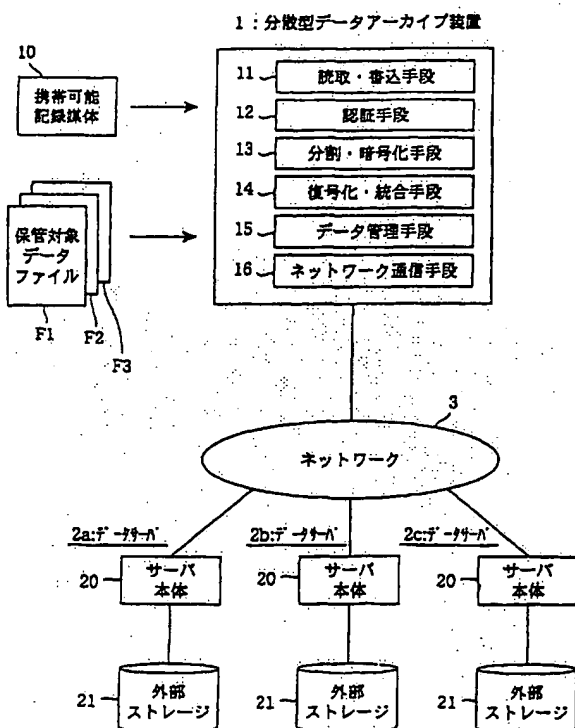 1：分散型データアーカイブ装置
10
携帯可能
記録媒体
11
読取・書込手段
12
認証手段
13
分割・暗号化手段
14
復号化・統合手段
15
データ管理手段
16
ネットワーク通信手段
保管対象
データ
ファイル
F1
F2
F3
3
ネットワーク
2a:データサーバ
2b:データサーバ
2c:データサーバ
20
サーバ
本体
20
サーバ
本体
20
サーバ
本体
21
外部
ストレージ
21
外部
ストレージ
21
外部
ストレージ